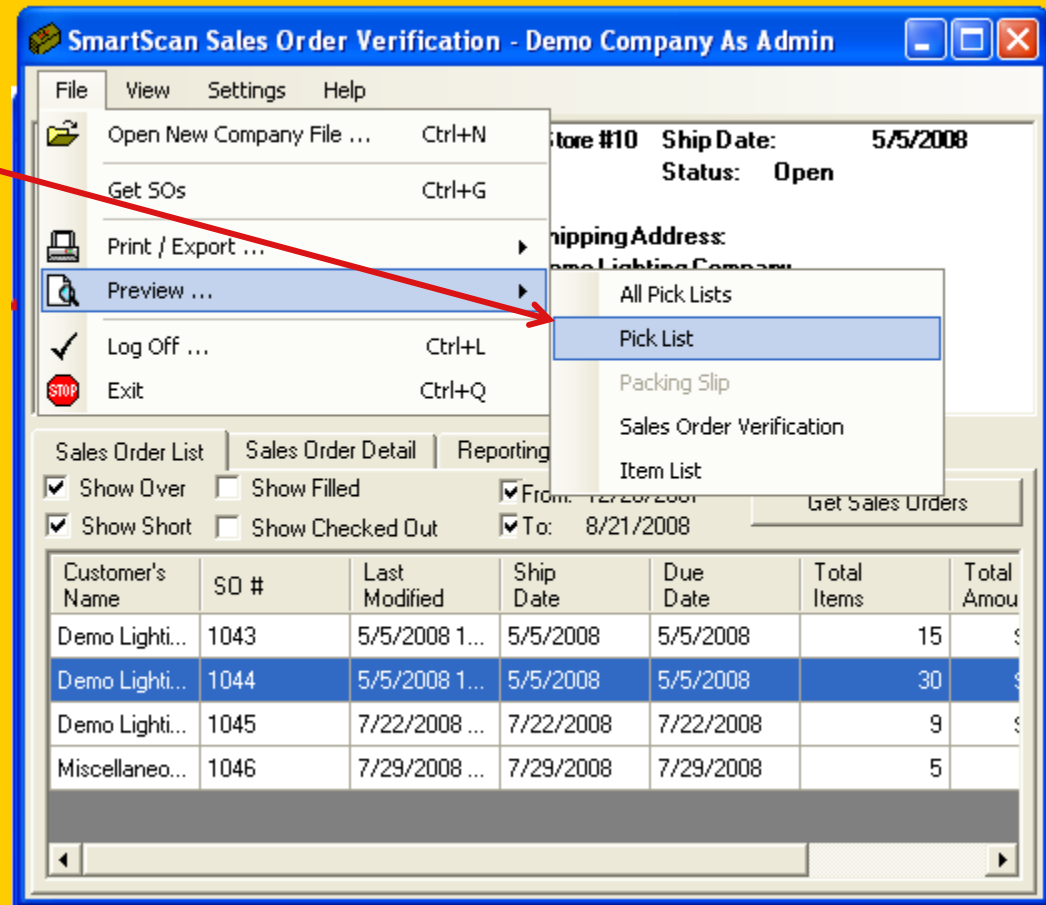 SmartScan Sales Order Verification - Demo Company As Admin
File View Settings Help
Open New Company File ... Ctrl+N
Get SOs Ctrl+G
Print / Export ...
Preview ...
Log Off ... Ctrl+L
STOP Exit Ctrl+Q
#10 Ship Date: 5/5/2008
Status: Open
Address:
All Pick Lists
Pick List
Packing Slip
Sales Order Verification
Item List
Sales Order List Sales Order Detail Reporting
Show Over Show Filled From:
Get Sales Orders
Show Short Show Checked Out To: 8/21/2008
Customer's Name SO # Last Modified Ship Date Due Date Total Items Total Amou
Demo Lighti... 1043 5/5/2008 1... 5/5/2008 5/5/2008 15
Demo Lighti... 1044 5/5/2008 1... 5/5/2008 5/5/2008 30
Demo Lighti... 1045 7/22/2008 ... 7/22/2008 7/22/2008 9
Miscellaneo... 1046 7/29/2008 ... 7/29/2008 7/29/2008 5